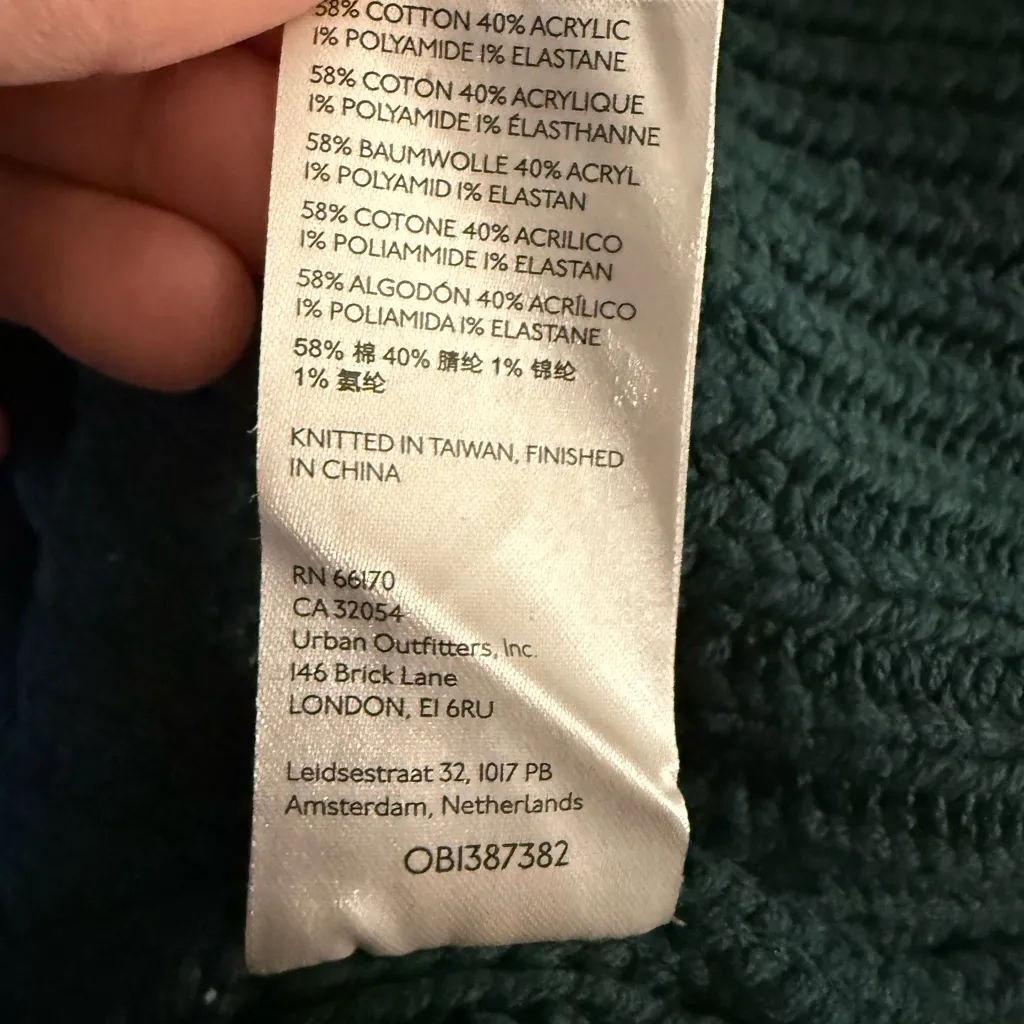 58% COTTON 40% ACRYLIC
1% POLYAMIDE 1% ELASTANE
58% COTON 40% ACRYLIQUE
1% POLYAMIDE 1% ÉLASTHANNE
58% BAUMWOLLE 40% ACRYL
1% POLYAMID 1% ELASTAN
58% COTONE 40% ACRILICO
1% POLIAMMIDE 1% ELASTAN
58% ALGODÓN 40% ACRÍLICO
1% POLIAMIDA 1% ELASTANE
58% 棉 40% 腈纶 1% 锦纶
1% 氨纶
KNITTED IN TAIWAN, FINISHED
IN CHINA
RN 66170
CA 32054
Urban Outfitters, Inc.
146 Brick Lane
LONDON, E1 6RU
Leidsestraat 32, 1017 PB
Amsterdam, Netherlands
OB1387382